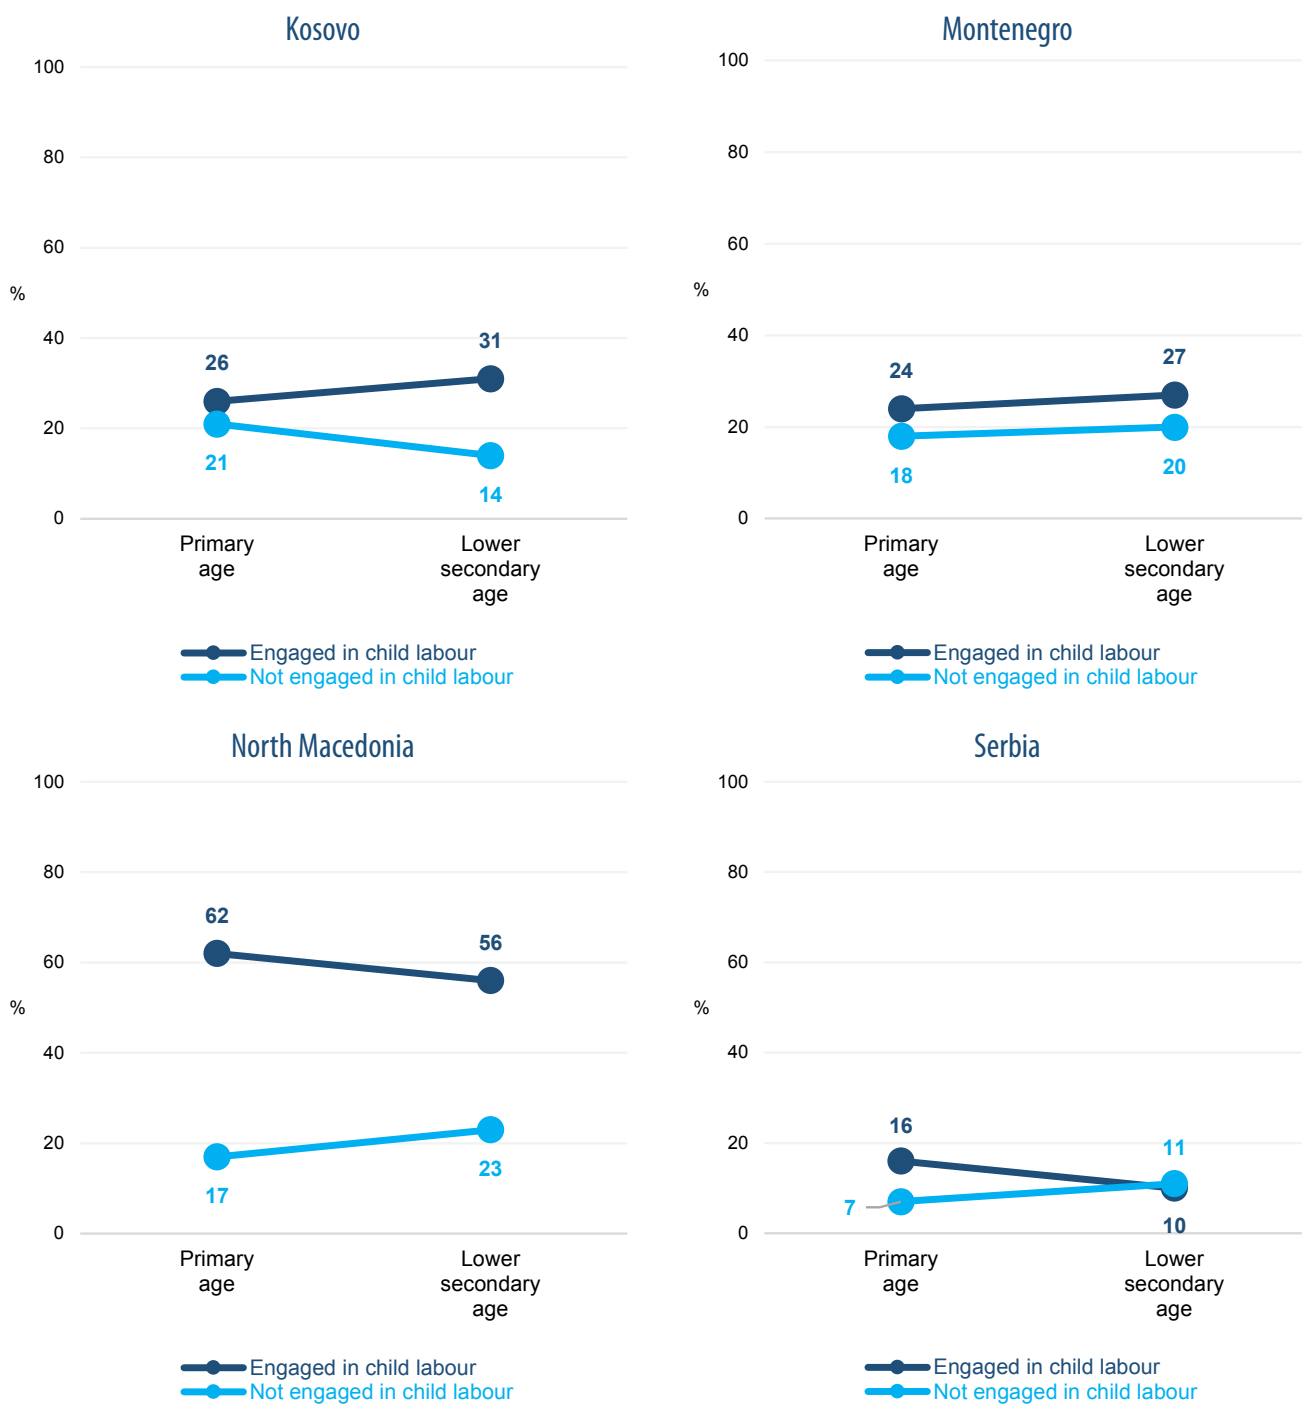 Kosovo
100
80
60
%
40
31
26
20
21
14
0
Primary
age
Lower
secondary
age
Engaged in child labour
Not engaged in child labour
Montenegro
100
80
60
%
40
27
24
20
18
20
0
Primary
age
Lower
secondary
age
Engaged in child labour
Not engaged in child labour
North Macedonia
100
80
62
56
60
%
40
20
17
23
0
Primary
age
Lower
secondary
age
Engaged in child labour
Not engaged in child labour
Serbia
100
80
60
%
40
20
16
11
7
10
0
Primary
age
Lower
secondary
age
Engaged in child labour
Not engaged in child labour